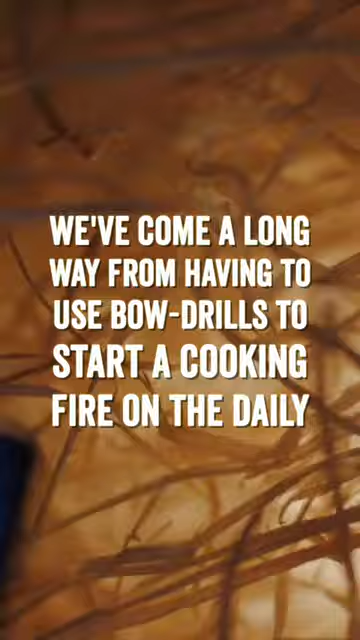 WE'VE COME A LONG
WAY FROM HAVING TO
USE BOW-DRILLS TO
START A COOKING
FIRE ON THE DAILY